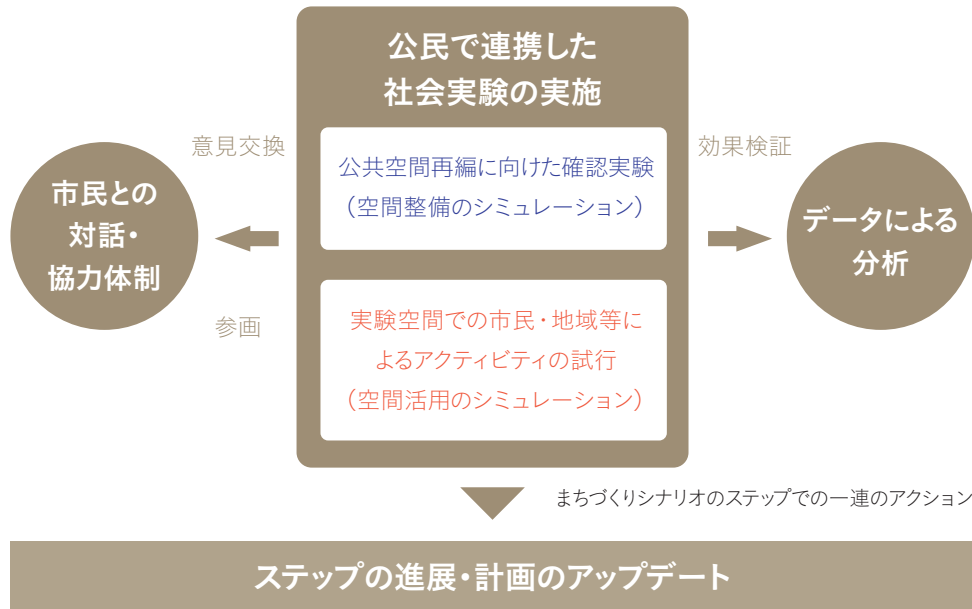 公民で連携した
社会実験の実施
意見交換
効果検証
公共空間再編に向けた確認実験
（空間整備のシミュレーション）
市民との
対話・
協力体制
データによる
分析
参画
実験空間での市民・地域等に
よるアクティビティの試行
（空間活用のシミュレーション）
まちづくりシナリオのステップでの一連のアクション
ステップの進展・計画のアップデート